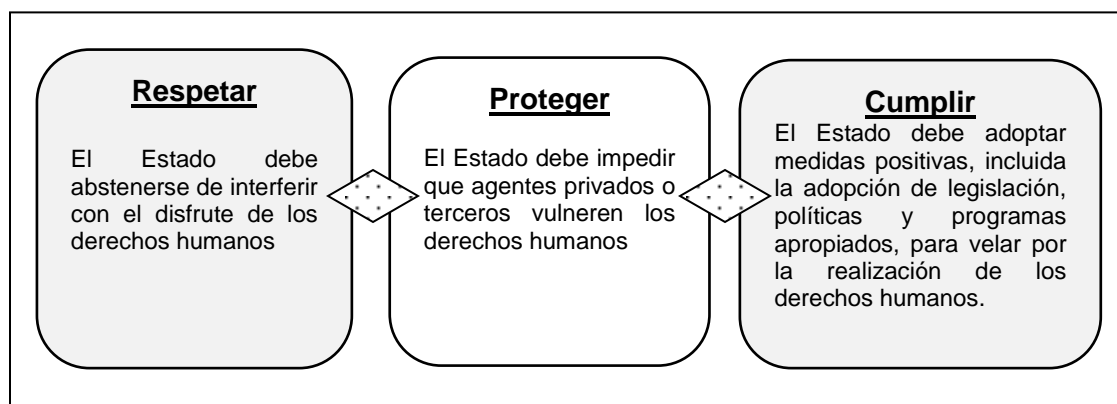 Respetar
El Estado debe
abstenerse de interferir
con el disfrute de los
derechos humanos
Proteger
El Estado debe impedir
que agentes privados o
terceros vulneren los
derechos humanos
Cumplir
El Estado debe adoptar
medidas positivas, incluida
la adopción de legislación,
políticas y programas
apropiados, para velar por
la realización de los
derechos humanos.